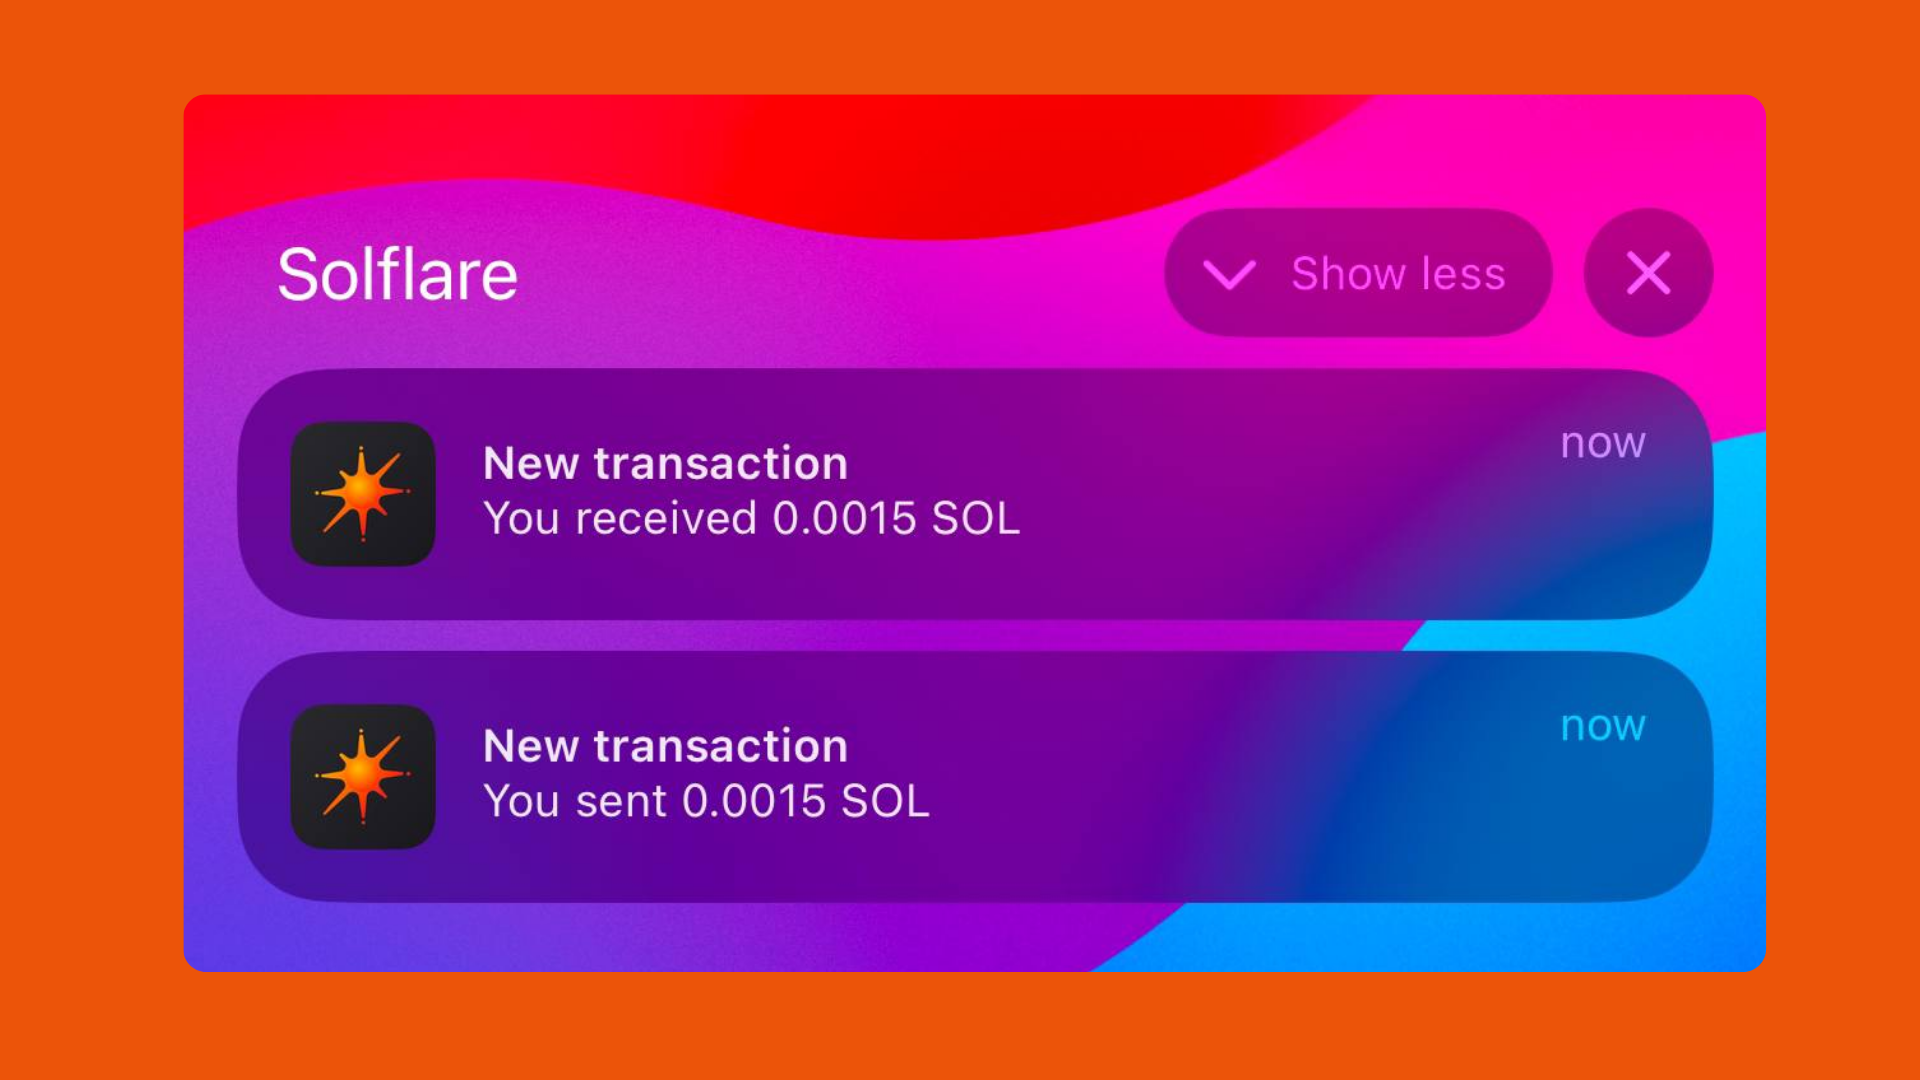 Solflare
Show less
New transaction
now
You received 0.0015 SOL
New transaction
now
You sent 0.0015 SOL